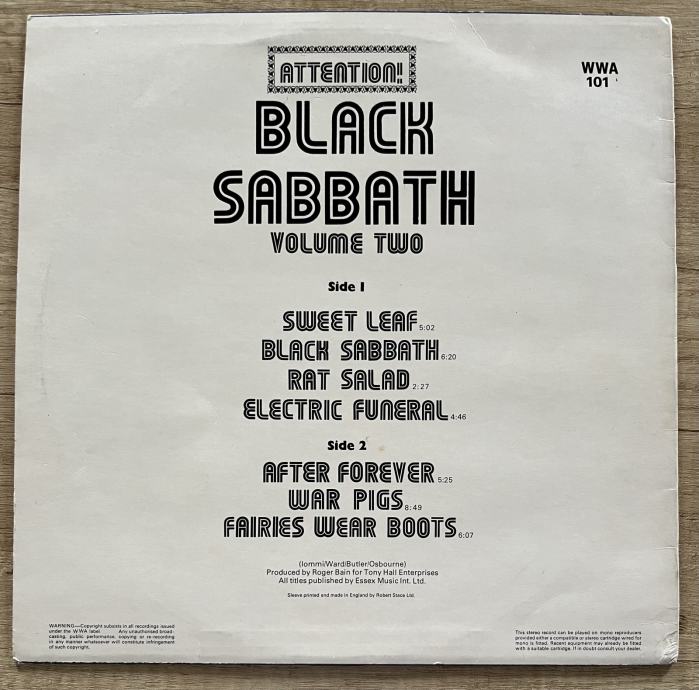 ATTENTION!
WWA
101
BLACK
SABBATH
VOLUME TWO
Side 1
SWEET LEAF 5:02
BLACK SABBATH 6:20
RAT SALAD 2:27
ELECTRIC FUNERAL 4:46
Side 2
AFTER FOREVER 5:25
WAR PIGS 8:49
FAIRIES WEAR BOOTS 6:07
(Iommi/Ward/Butler/Osbourne)
Produced by Roger Bain for Tony Hall Enterprises
All titles published by Essex Music Int. Ltd.
Sleeve printed and made in England by Robert Stace Ltd.
WARNING—Copyright subsists in all recordings issued
under the WWA label. Any unauthorised broad-
casting, public performance, copying or re-recording
in any manner whatsoever will constitute infringement
of such copyright.
This stereo record can be played on mono reproducers
provided either a compatible or stereo cartridge wired for
mono is fitted. Recent equipment may already be fitted
with a suitable cartridge. If in doubt consult your dealer.